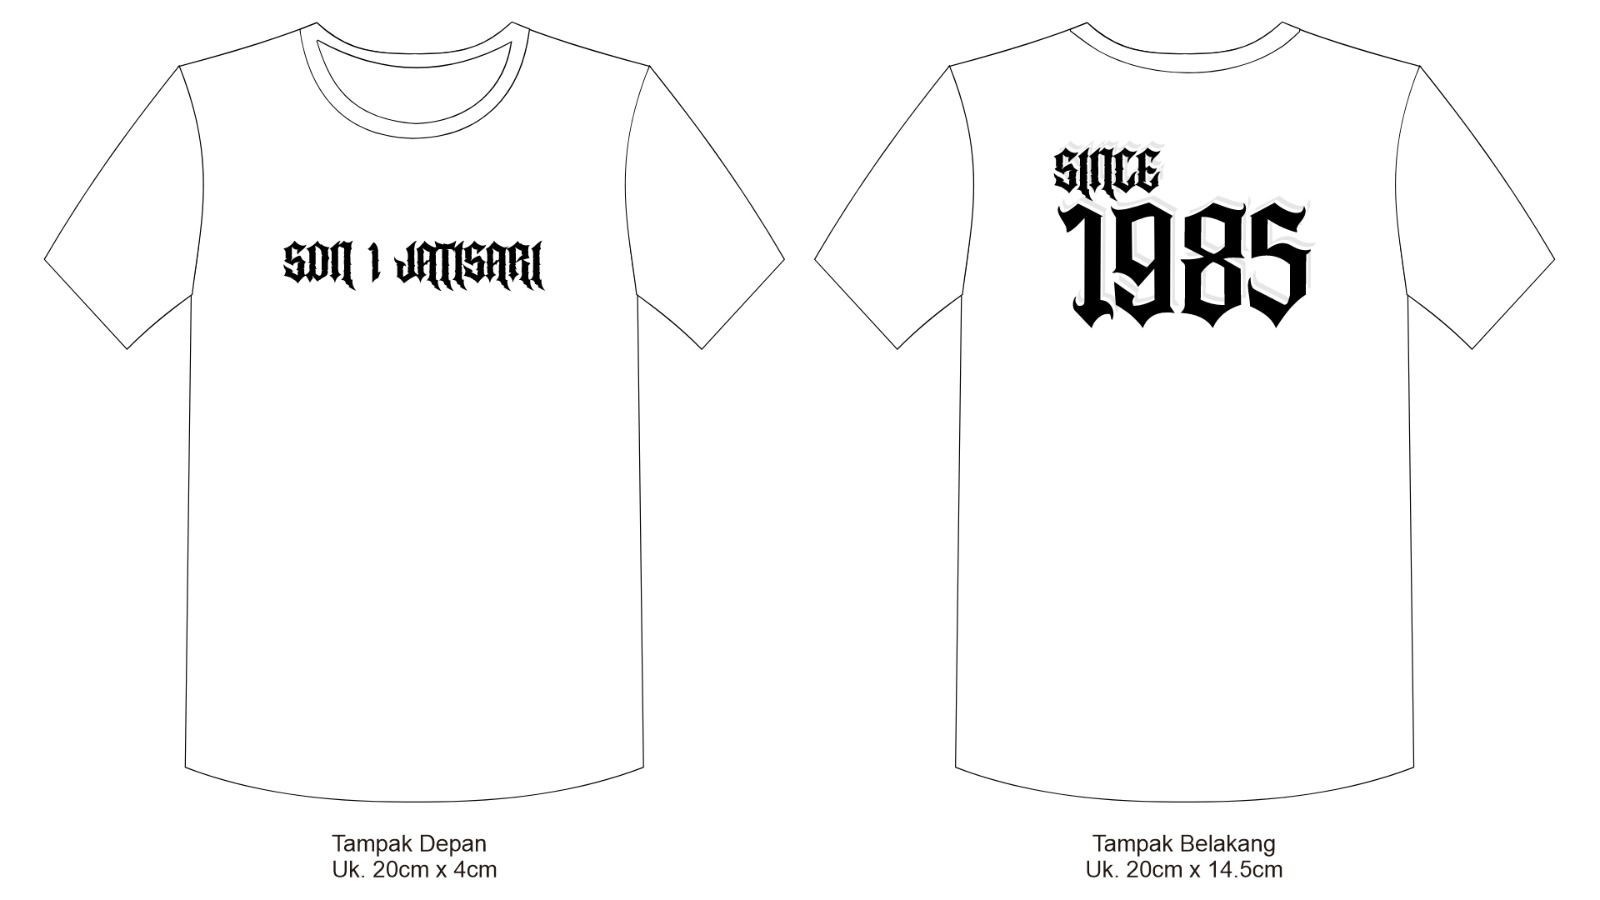 SDN 1 JATISARI
SINCE
1985
Tampak Depan
Uk. 20cm x 4cm
Tampak Belakang
Uk. 20cm x 14.5cm